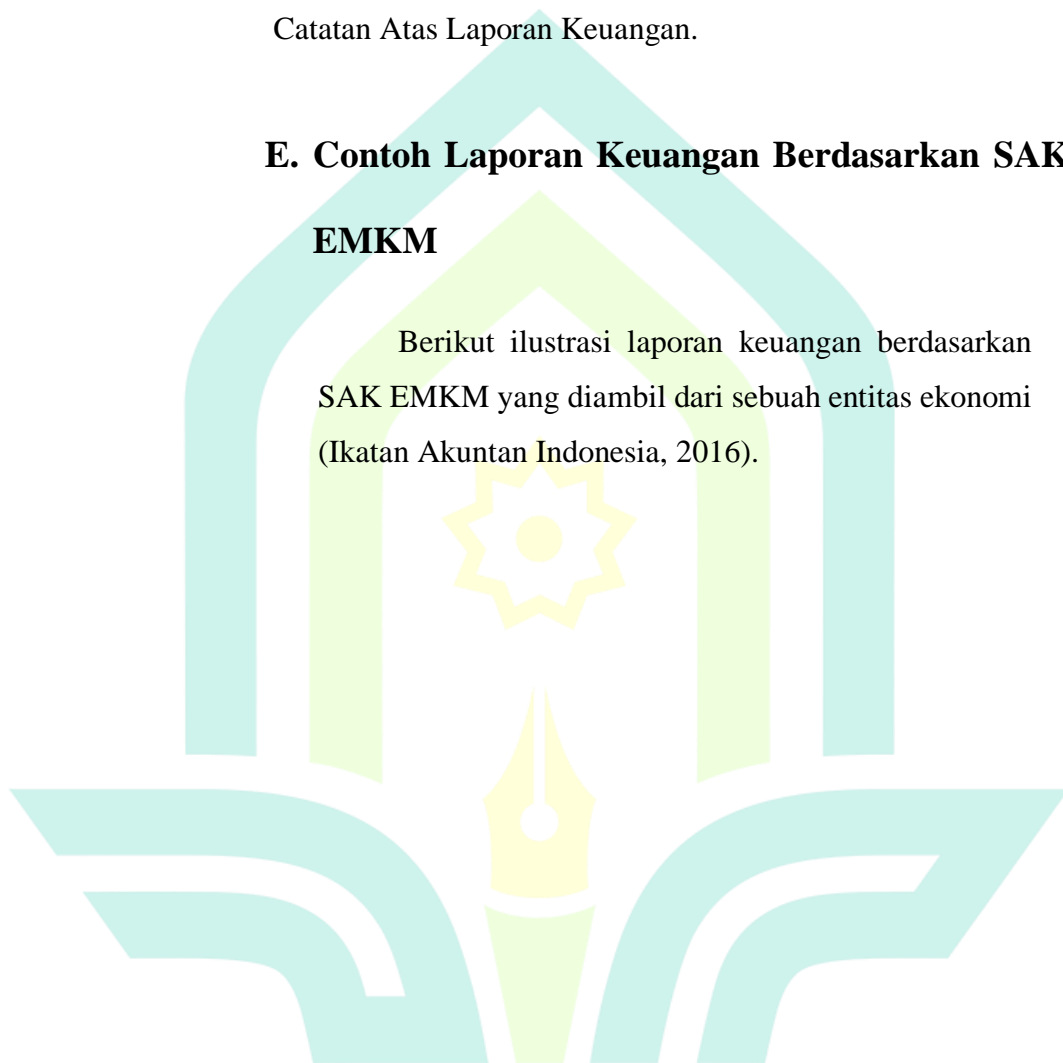 Catatan Atas Laporan Keuangan.
E. Contoh Laporan Keuangan Berdasarkan SAK
EMKM
Berikut ilustrasi laporan keuangan berdasarkan
SAK EMKM yang diambil dari sebuah entitas ekonomi
(Ikatan Akuntan Indonesia, 2016).